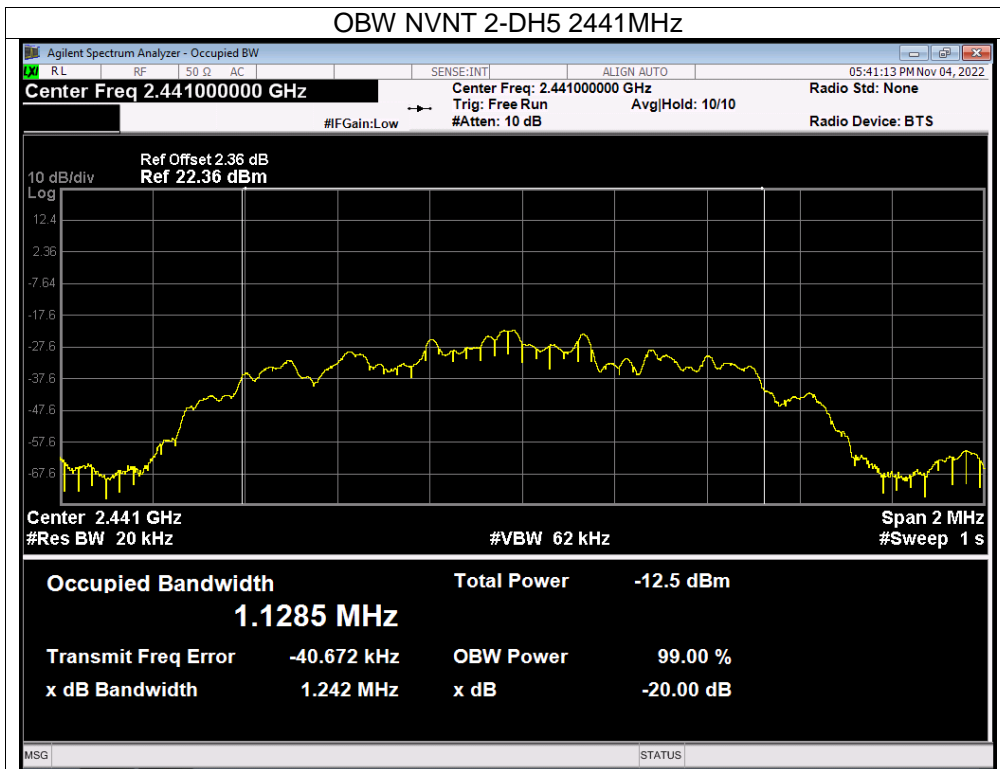 OBW NVNT 2-DH5 2441MHz
Agilent Spectrum Analyzer - Occupied BW
LXI RL RF 50 Ω AC SENSE:INT ALIGN AUTO 05:41:13 PM Nov 04, 2022
Center Freq 2.441000000 GHz Center Freq: 2.441000000 GHz Radio Std: None
Trig: Free Run Avg|Hold: 10/10
#IFGain:Low #Atten: 10 dB Radio Device: BTS
Ref Offset 2.36 dB
10 dB/div Ref 22.36 dBm
Log
12.4
2.36
-7.64
-17.6
-27.6
-37.6
-47.6
-57.6
-67.6
Center 2.441 GHz Span 2 MHz
#Res BW 20 kHz #VBW 62 kHz #Sweep 1 s
Occupied Bandwidth Total Power -12.5 dBm
1.1285 MHz
Transmit Freq Error -40.672 kHz OBW Power 99.00 %
x dB Bandwidth 1.242 MHz x dB -20.00 dB
MSG STATUS